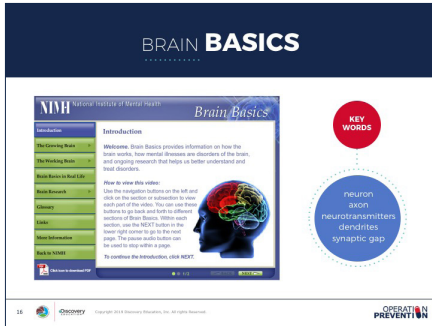 BRAIN BASICS
NIMH National Institute of Mental Health
Brain Basics
Introduction
The Growing Brain
The Working Brain
Brain Basics in Real Life
Brain Research
Glossary
Links
More Information
Back to NIMH
Click icon to download PDF
Introduction
Welcome. Brain Basics provides information on how the
brain works, how mental illnesses are disorders of the brain,
and ongoing research that helps us better understand and
treat disorders.
How to view this video:
Use the navigation buttons on the left and
click on the section or subsection to view
each part of the video. You can use these
buttons to go back and forth to different
sections of Brain Basics. Within each
section, use the NEXT button in the
lower right corner to go to the next
page. The pause audio button can
be used to stop within a page.
To continue the Introduction, click NEXT.
KEY
WORDS
neuron
axon
neurotransmitters
dendrites
synaptic gap
16
Discovery
EDUCATION
Copyright 2018 Discovery Education, Inc. All rights Reserved.
OPERATION
PREVENTION